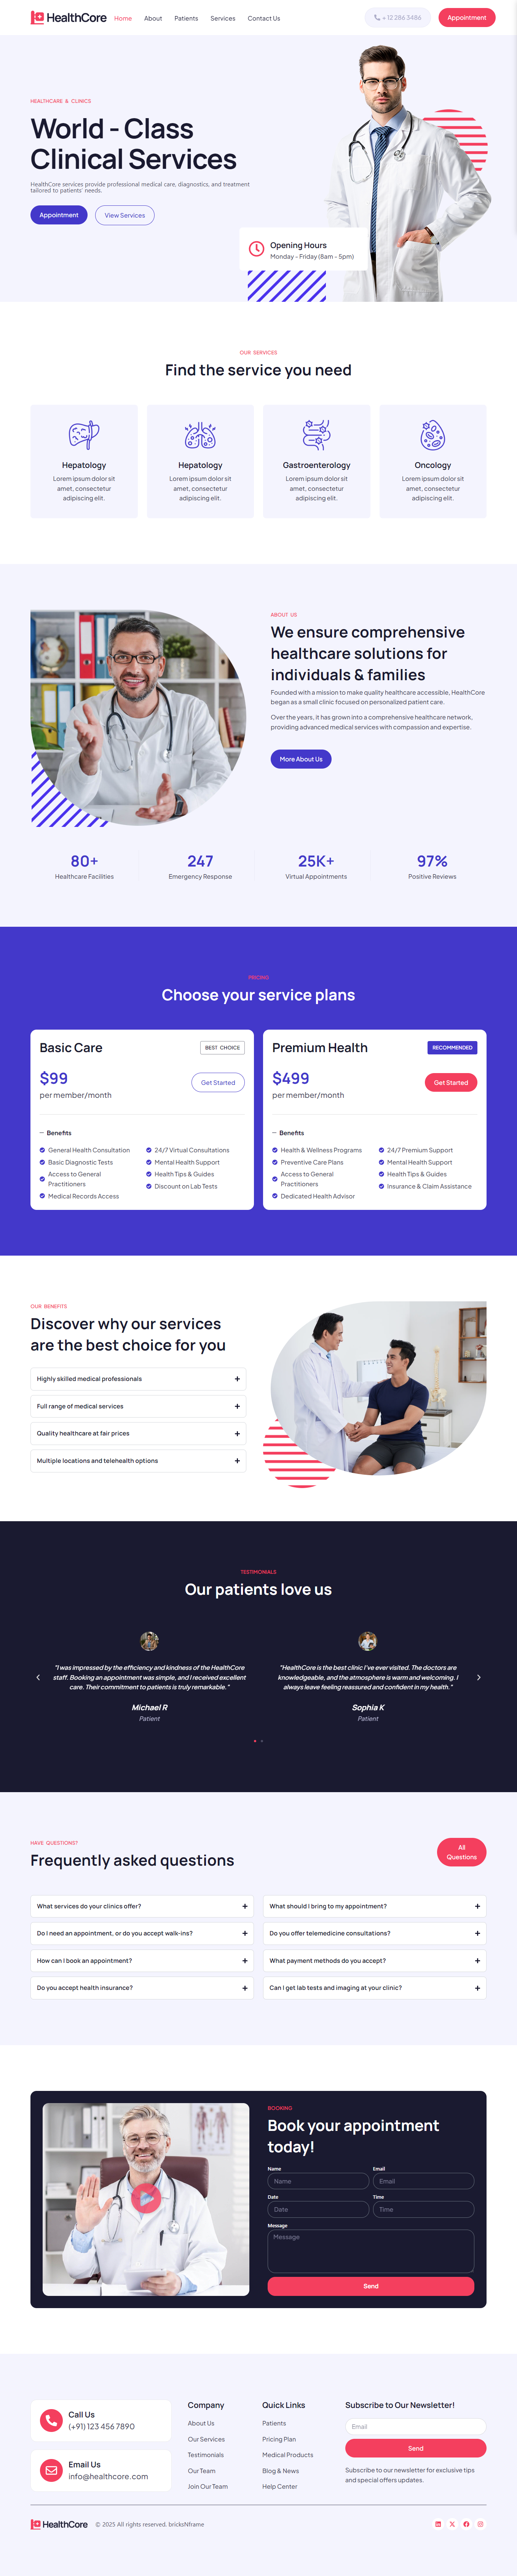 HealthCore
Home About Patients Services Contact Us
+ 12 286 3486
Appointment
HEALTHCARE & CLINICS
World - Class
Clinical Services
HealthCore services provide professional medical care, diagnostics, and treatment
tailored to patients' needs.
Appointment
View Services
Opening Hours
Monday – Friday (8am – 5pm)
OUR SERVICES
Find the service you need
Hepatology
Lorem ipsum dolor sit
amet, consectetur
adipiscing elit.
Hepatology
Lorem ipsum dolor sit
amet, consectetur
adipiscing elit.
Gastroenterology
Lorem ipsum dolor sit
amet, consectetur
adipiscing elit.
Oncology
Lorem ipsum dolor sit
amet, consectetur
adipiscing elit.
ABOUT US
We ensure comprehensive
healthcare solutions for
individuals & families
Founded with a mission to make quality healthcare accessible, HealthCore
began as a small clinic focused on personalized patient care.
Over the years, it has grown into a comprehensive healthcare network,
providing advanced medical services with compassion and expertise.
More About Us
80+
Healthcare Facilities
247
Emergency Response
25K+
Virtual Appointments
97%
Positive Reviews
PRICING
Choose your service plans
Basic Care
BEST CHOICE
$99
per member/month
Get Started
Benefits
General Health Consultation
Basic Diagnostic Tests
Access to General
Practitioners
Medical Records Access
24/7 Virtual Consultations
Mental Health Support
Health Tips & Guides
Discount on Lab Tests
Premium Health
RECOMMENDED
$499
per member/month
Get Started
Benefits
Health & Wellness Programs
Preventive Care Plans
Access to General
Practitioners
Dedicated Health Advisor
24/7 Premium Support
Mental Health Support
Health Tips & Guides
Insurance & Claim Assistance
OUR BENEFITS
Discover why our services
are the best choice for you
Highly skilled medical professionals
Full range of medical services
Quality healthcare at fair prices
Multiple locations and telehealth options
TESTIMONIALS
Our patients love us
"I was impressed by the efficiency and kindness of the HealthCore
staff. Booking an appointment was simple, and I received excellent
care. Their commitment to patients is truly remarkable."
Michael R
Patient
"HealthCore is the best clinic I've ever visited. The doctors are
knowledgeable, and the atmosphere is warm and welcoming. I
always leave feeling reassured and confident in my health."
Sophia K
Patient
HAVE QUESTIONS?
Frequently asked questions
All
Questions
What services do your clinics offer?
Do I need an appointment, or do you accept walk-ins?
How can I book an appointment?
Do you accept health insurance?
What should I bring to my appointment?
Do you offer telemedicine consultations?
What payment methods do you accept?
Can I get lab tests and imaging at your clinic?
BOOKING
Book your appointment
today!
Name Email
Name Email
Date Time
Date Time
Message
Message
Send
Call Us
(+91) 123 456 7890
Email Us
info@healthcore.com
Company
About Us
Our Services
Testimonials
Our Team
Join Our Team
Quick Links
Patients
Pricing Plan
Medical Products
Blog & News
Help Center
Subscribe to Our Newsletter!
Email
Send
Subscribe to our newsletter for exclusive tips
and special offers updates.
HealthCore
© 2025 All rights reserved. bricksNframe